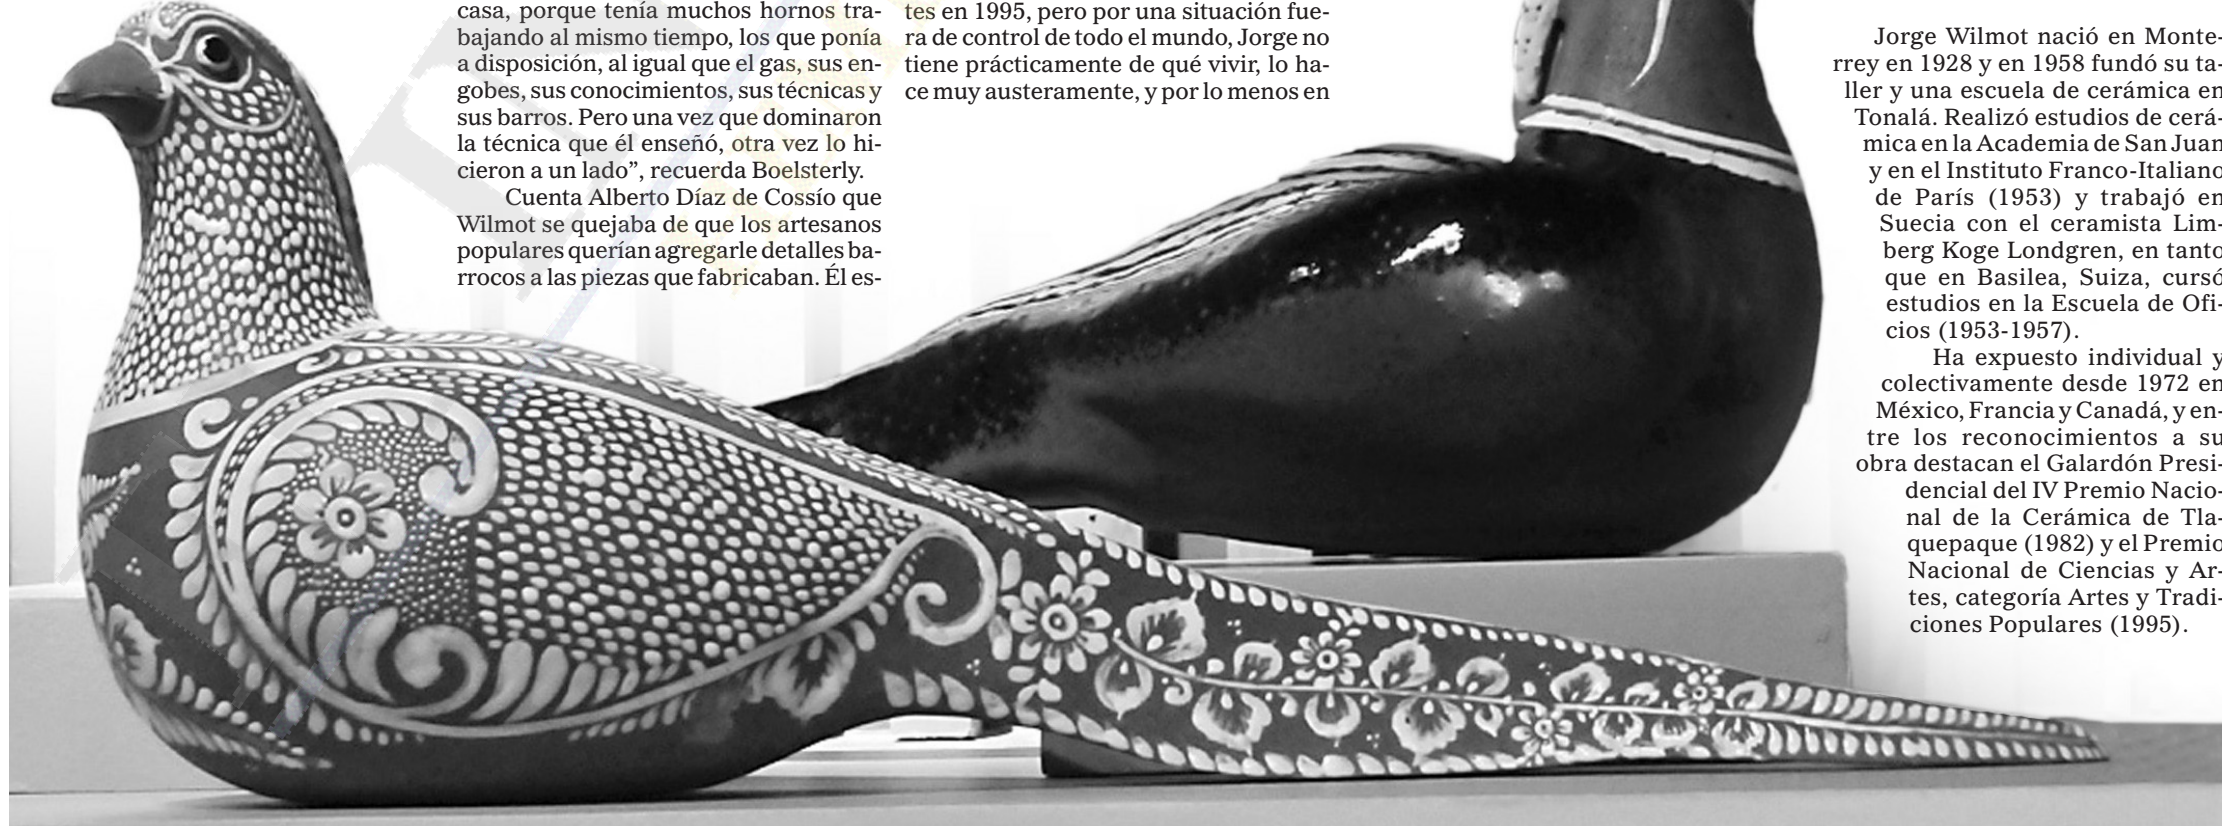 casa, porque tenía muchos hornos tra-
bajando al mismo tiempo, los que ponía
a disposición, al igual que el gas, sus en-
gobes, sus conocimientos, sus técnicas y
sus barros. Pero una vez que dominaron
la técnica que él enseñó, otra vez lo hi-
cieron a un lado”, recuerda Boelsterly.
Cuenta Alberto Díaz de Cossío que
Wilmot se quejaba de que los artesanos
populares querían agregarle detalles ba-
rrocos a las piezas que fabricaban. Él es-
tes en 1995, pero por una situación fue-
ra de control de todo el mundo, Jorge no
tiene prácticamente de qué vivir, lo ha-
ce muy austeramente, y por lo menos en
Jorge Wilmot nació en Monte-
rrey en 1928 y en 1958 fundó su ta-
ller y una escuela de cerámica en
Tonalá. Realizó estudios de cerá-
mica en la Academia de San Juan
y en el Instituto Franco-Italiano
de París (1953) y trabajó en
Suecia con el ceramista Lim-
berg Koge Londgren, en tanto
que en Basilea, Suiza, cursó
estudios en la Escuela de Ofi-
cios (1953-1957).
Ha expuesto individual y
colectivamente desde 1972 en
México, Francia y Canadá, y en-
tre los reconocimientos a su
obra destacan el Galardón Presi-
dencial del IV Premio Nacio-
nal de la Cerámica de Tla-
quepaque (1982) y el Premio
Nacional de Ciencias y Ar-
tes, categoría Artes y Tradi-
ciones Populares (1995).